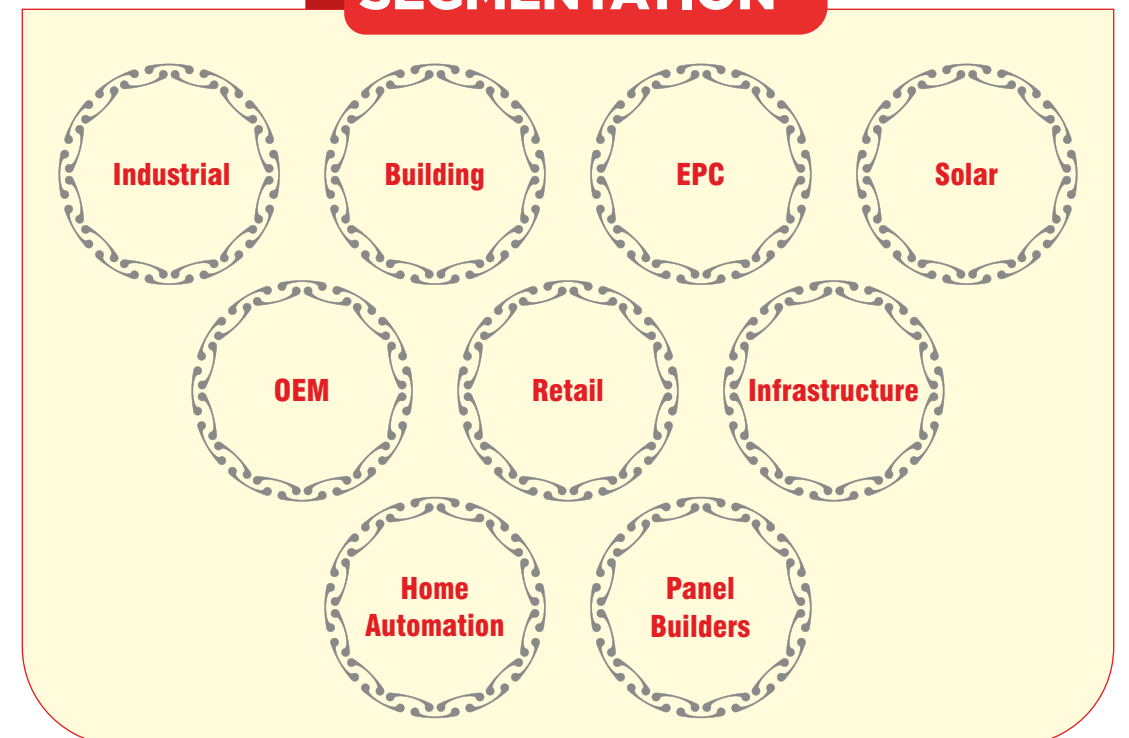 SEGMENTATION
Industrial
Building
EPC
Solar
OEM
Retail
Infrastructure
Home
Automation
Panel
Builders